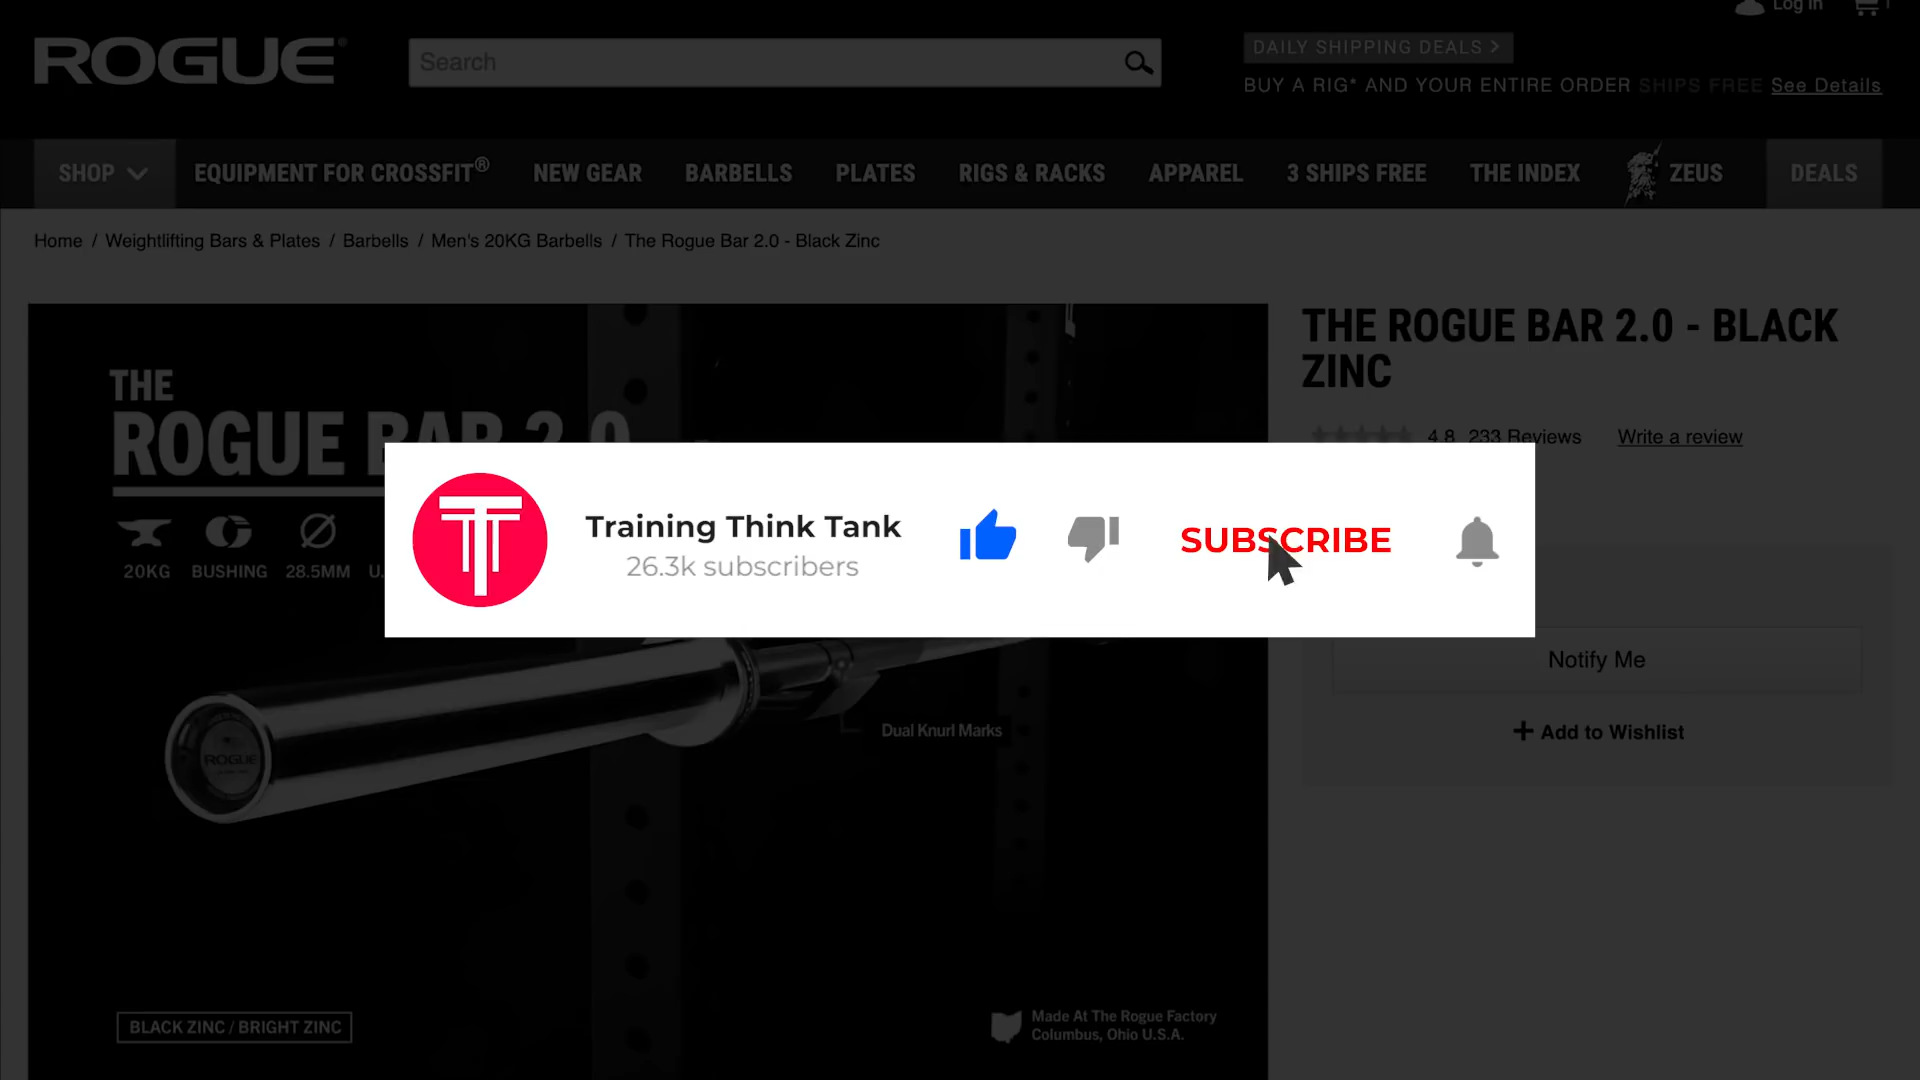 Log In
1
ROGUE®
Search
DAILY SHIPPING DEALS >
BUY A RIG* AND YOUR ENTIRE ORDER SHIPS FREE See Details
SHOP
EQUIPMENT FOR CROSSFIT®
NEW GEAR
BARBELLS
PLATES
RIGS & RACKS
APPAREL
3 SHIPS FREE
THE INDEX
ZEUS
DEALS
Home / Weightlifting Bars & Plates / Barbells / Men's 20KG Barbells / The Rogue Bar 2.0 - Black Zinc
THE
ROGUE BAR 2.0
20KG
BUSHING
28.5MM
THE ROGUE BAR 2.0 - BLACK
ZINC
4.8 233 Reviews
Write a review
Training Think Tank
26.3k subscribers
SUBSCRIBE
Notify Me
+ Add to Wishlist
Dual Knurl Marks
ROGUE
BLACK ZINC / BRIGHT ZINC
Made At The Rogue Factory
Columbus, Ohio U.S.A.